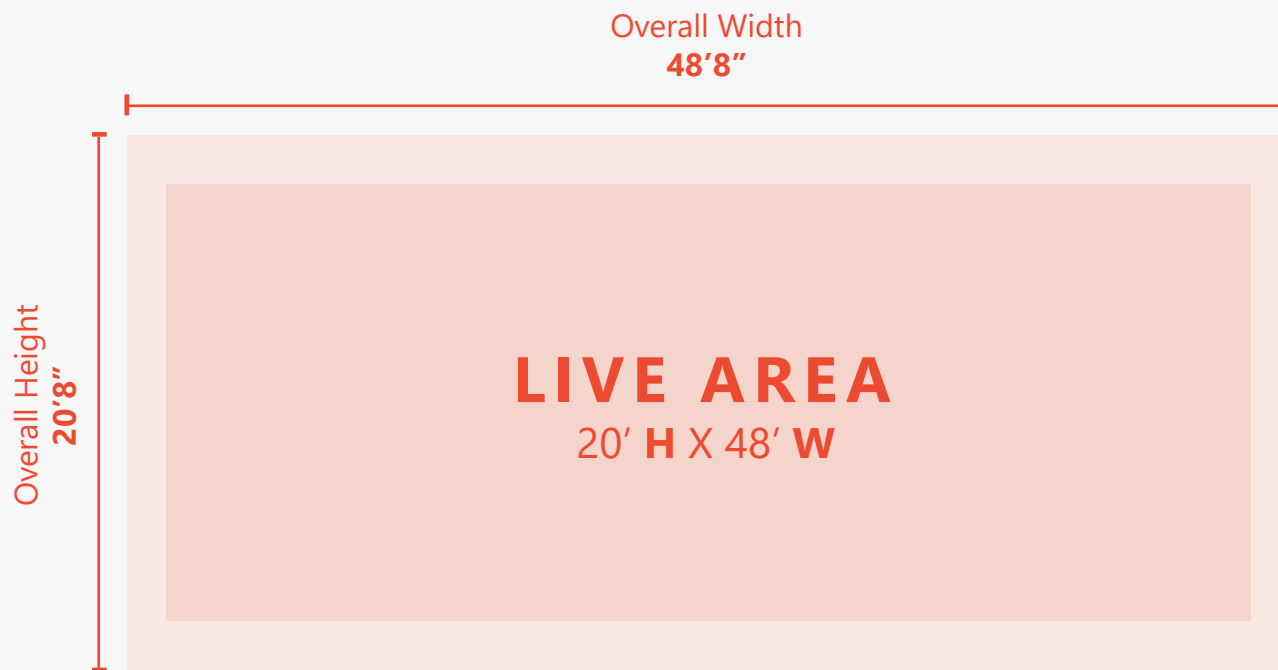 Overall Width
48’8”
Overall Height
20’8”
LIVE AREA
20’ H X 48’ W